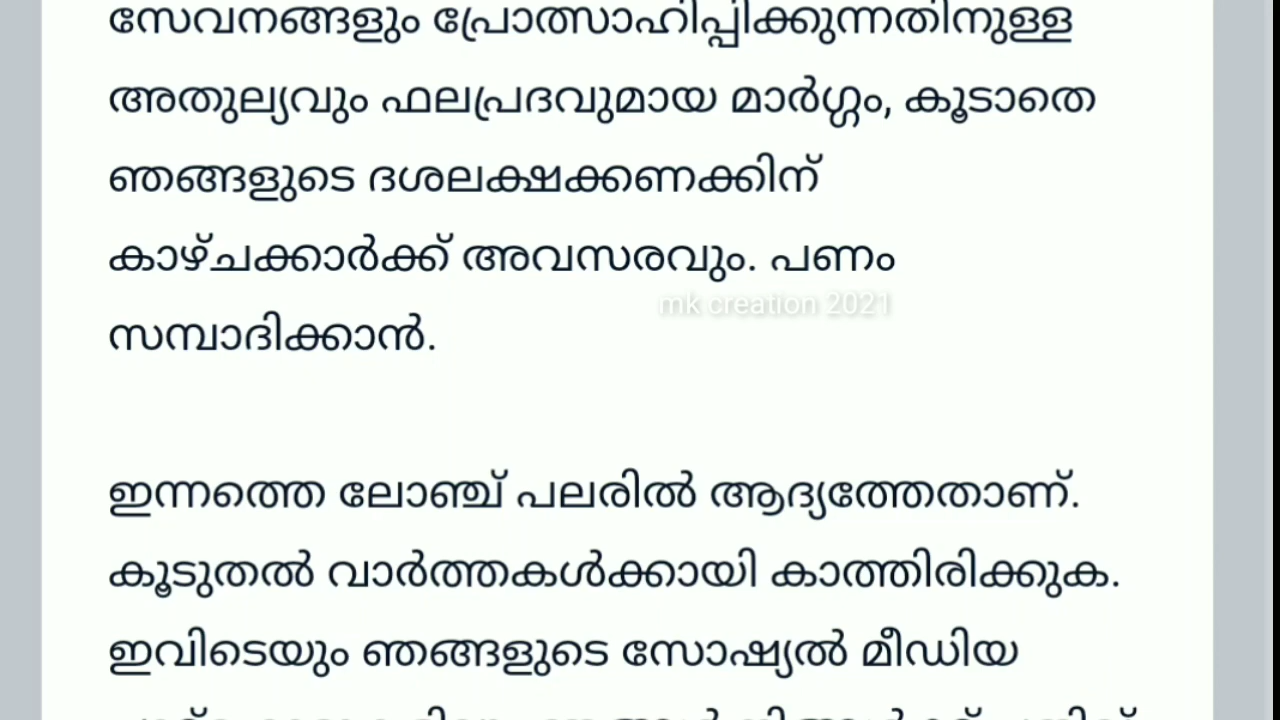 സേവനങ്ങളും പ്രോത്സാഹിപ്പിക്കുന്നതിനുള്ള
അതുല്യവും ഫലപ്രദവുമായ മാർഗ്ഗം, കൂടാതെ
ഞങ്ങളുടെ ദശലക്ഷക്കണക്കിന്
കാഴ്ചക്കാർക്ക് അവസരവും. പണം
mk creation 2021
സമ്പാദിക്കാൻ.
ഇന്നത്തെ ലോഞ്ച് പലരിൽ ആദ്യത്തേതാണ്.
കൂടുതൽ വാർത്തകൾക്കായി കാത്തിരിക്കുക.
ഇവിടെയും ഞങ്ങളുടെ സോഷ്യൽ മീഡിയ